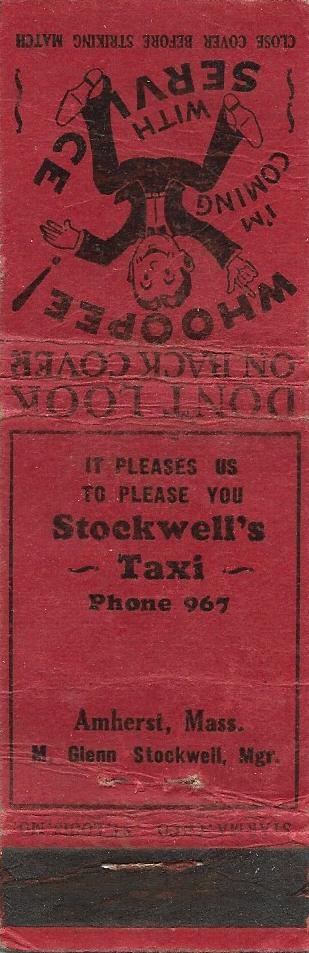 CLOSE COVER BEFORE STRIKING MATCH
WHOOPEE!
I'M
COMING
WITH
SERVICE
DON'T LOOK
ON BACK COVER
IT PLEASES US
TO PLEASE YOU
Stockwell's
~ Taxi ~
Phone 967
Amherst, Mass.
M. Glenn Stockwell, Mgr.